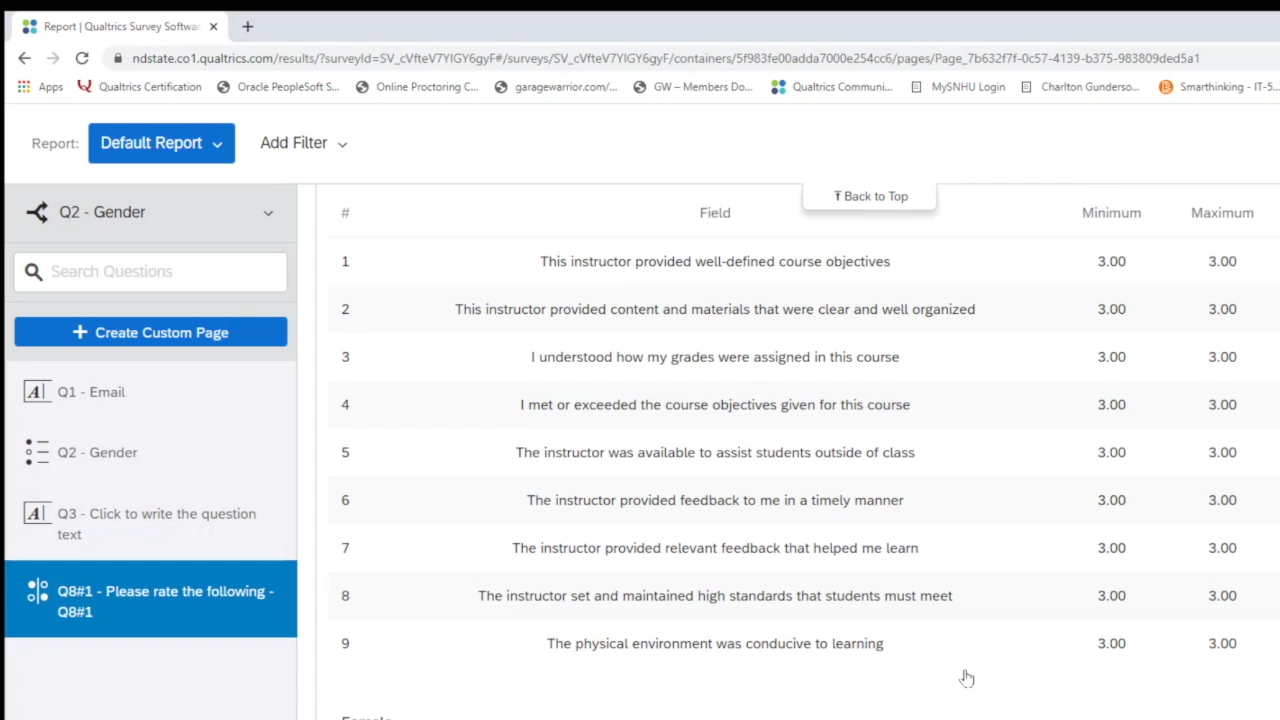 Report | Qualtrics Survey Softwa
ndstate.co1.qualtrics.com/results/?surveyId=SV_cVfteV7YIGY6gyF#/surveys/SV_cVfteV7YIGY6gyF/containers/5f983fe00adda7000e254cc6/pages/Page_7b632f7f-0c57-4139-b375-983809ded5a1
Apps Qualtrics Certification Oracle PeopleSoft S... Online Proctoring C... garagewarrior.com/... GW – Members Do... Qualtrics Communi... MySNHU Login Charlton Gunderso... Smarthinking - IT-5...
Report: Default Report Add Filter
Back to Top
Q2 - Gender
Search Questions
Create Custom Page
Q1 - Email
Q2 - Gender
Q3 - Click to write the question
text
Q8#1 - Please rate the following -
Q8#1
# Field Minimum Maximum
1 This instructor provided well-defined course objectives 3.00 3.00
2 This instructor provided content and materials that were clear and well organized 3.00 3.00
3 I understood how my grades were assigned in this course 3.00 3.00
4 I met or exceeded the course objectives given for this course 3.00 3.00
5 The instructor was available to assist students outside of class 3.00 3.00
6 The instructor provided feedback to me in a timely manner 3.00 3.00
7 The instructor provided relevant feedback that helped me learn 3.00 3.00
8 The instructor set and maintained high standards that students must meet 3.00 3.00
9 The physical environment was conducive to learning 3.00 3.00